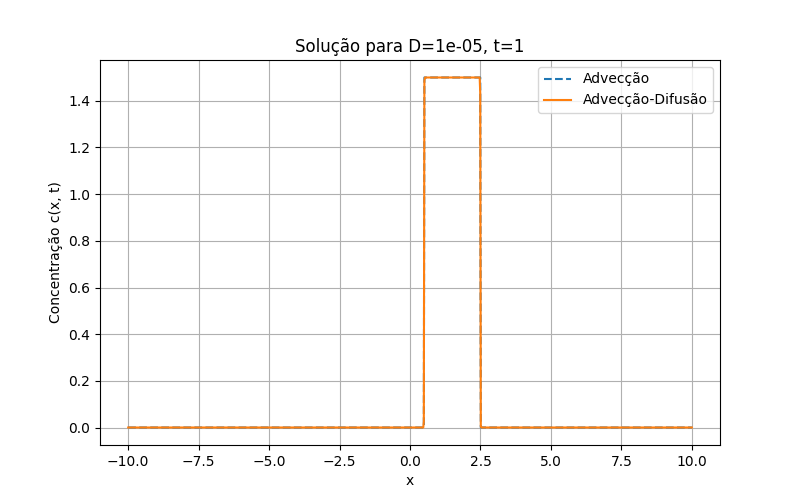 Solução para D=1e-05, t=1
Advecção
Advecção-Difusão
Concentração c(x, t)
1.4
1.2
1.0
0.8
0.6
0.4
0.2
0.0
−10.0 −7.5 −5.0 −2.5 0.0 2.5 5.0 7.5 10.0
x